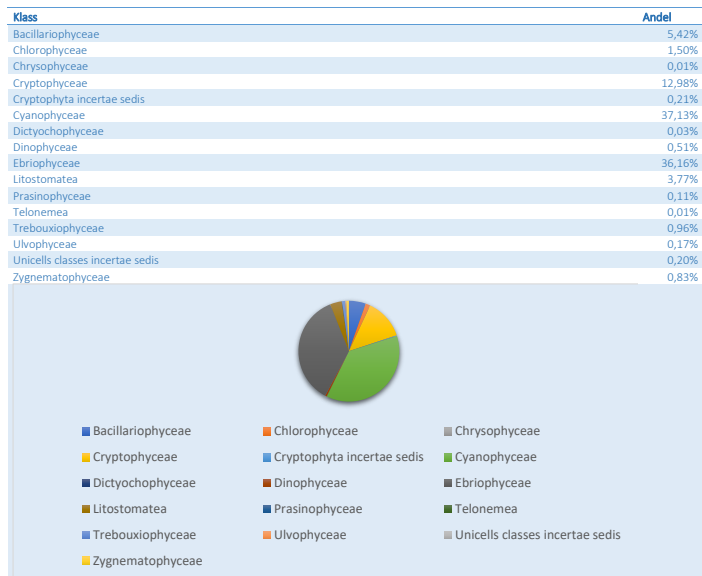 Klass Andel
Bacillariophyceae 5,42%
Chlorophyceae 1,50%
Chrysophyceae 0,01%
Cryptophyceae 12,98%
Cryptophyta incertae sedis 0,21%
Cyanophyceae 37,13%
Dictyochophyceae 0,03%
Dinophyceae 0,51%
Ebriophyceae 36,16%
Litostomatea 3,77%
Prasinophyceae 0,11%
Telonemea 0,01%
Trebouxiophyceae 0,96%
Ulvophyceae 0,17%
Unicells classes incertae sedis 0,20%
Zygnematophyceae 0,83%
Bacillariophyceae Chlorophyceae Chrysophyceae
Cryptophyceae Cryptophyta incertae sedis Cyanophyceae
Dictyochophyceae Dinophyceae Ebriophyceae
Litostomatea Prasinophyceae Telonemea
Trebouxiophyceae Ulvophyceae Unicells classes incertae sedis
Zygnematophyceae